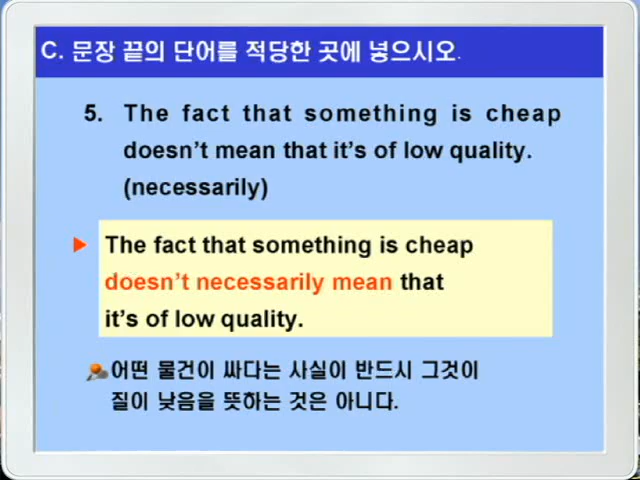 C. 문장 끝의 단어를 적당한 곳에 넣으시오.
5. The fact that something is cheap
doesn't mean that it's of low quality.
(necessarily)
The fact that something is cheap
doesn't necessarily mean that
it's of low quality.
어떤 물건이 싸다는 사실이 반드시 그것이
질이 낮음을 뜻하는 것은 아니다.